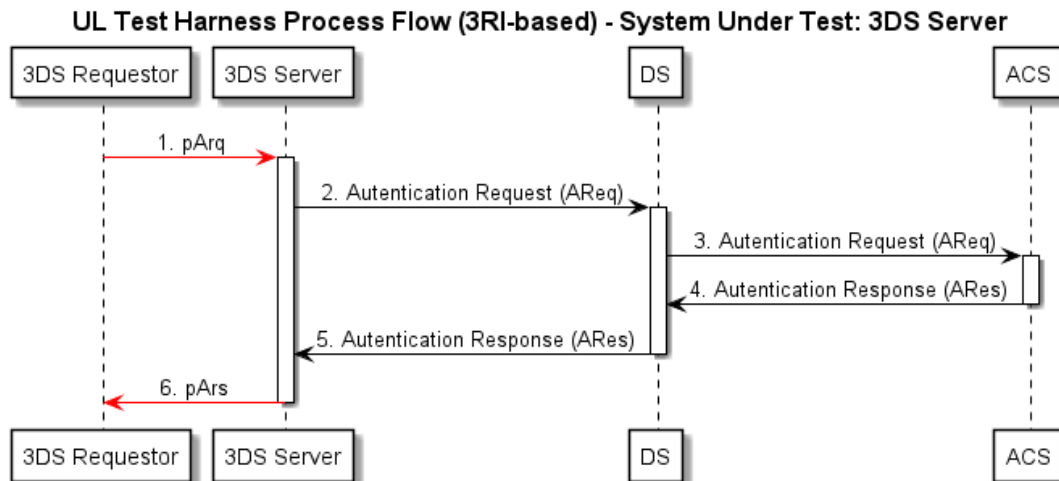 UL Test Harness Process Flow (3RI-based) - System Under Test: 3DS Server
3DS Requestor
3DS Server
DS
ACS
1. pArq
2. Autentication Request (AReq)
3. Autentication Request (AReq)
4. Autentication Response (ARes)
5. Autentication Response (ARes)
6. pArs
3DS Requestor
3DS Server
DS
ACS